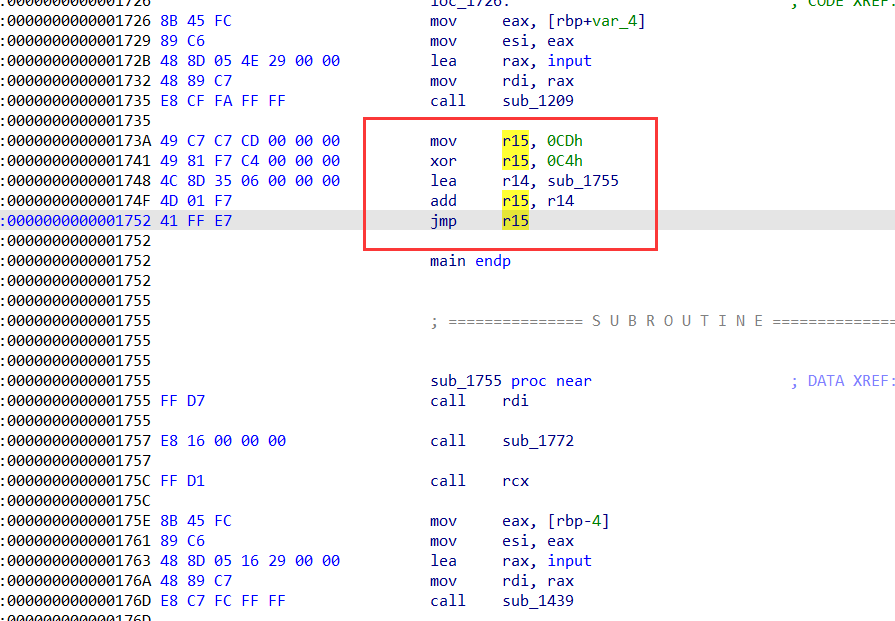 :0000000000001726 loc_1726: ; CODE XREF:
:0000000000001726 8B 45 FC mov eax, [rbp+var_4]
:0000000000001729 89 C6 mov esi, eax
:000000000000172B 48 8D 05 4E 29 00 00 lea rax, input
:0000000000001732 48 89 C7 mov rdi, rax
:0000000000001735 E8 CF FA FF FF call sub_1209
:0000000000001735
:000000000000173A 49 C7 C7 CD 00 00 00 mov r15, 0CDh
:0000000000001741 49 81 F7 C4 00 00 00 xor r15, 0C4h
:0000000000001748 4C 8D 35 06 00 00 00 lea r14, sub_1755
:000000000000174F 4D 01 F7 add r15, r14
:0000000000001752 41 FF E7 jmp r15
:0000000000001752
:0000000000001752 main endp
:0000000000001752
:0000000000001755
:0000000000001755 ; =============== S U B R O U T I N E ==============
:0000000000001755
:0000000000001755
:0000000000001755 sub_1755 proc near ; DATA XREF:
:0000000000001755 FF D7 call rdi
:0000000000001755
:0000000000001757 E8 16 00 00 00 call sub_1772
:0000000000001757
:000000000000175C FF D1 call rcx
:000000000000175C
:000000000000175E 8B 45 FC mov eax, [rbp-4]
:0000000000001761 89 C6 mov esi, eax
:0000000000001763 48 8D 05 16 29 00 00 lea rax, input
:000000000000176A 48 89 C7 mov rdi, rax
:000000000000176D E8 C7 FC FF FF call sub_1439
:000000000000176D